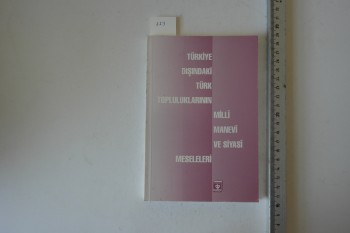 TÜRKİYE
DIŞINDAKİ
TÜRK
TOPLULUKLARININ
MİLLİ
MANEVİ
VE SİYASİ
MESELELERİ